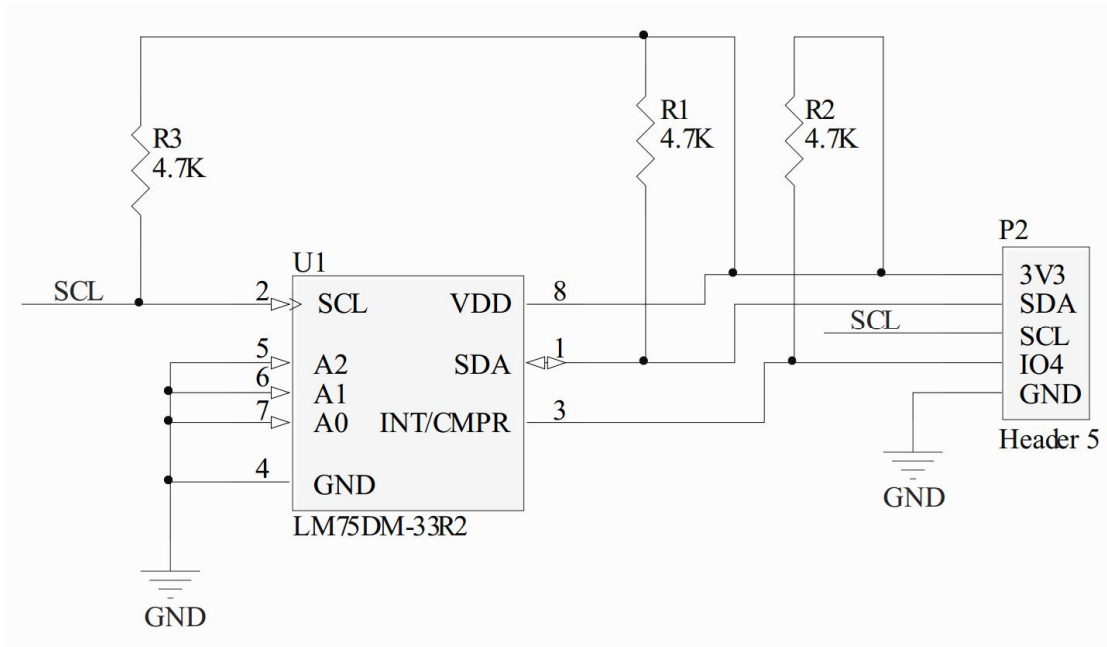 R3
4.7K
R1
4.7K
R2
4.7K
P2
3V3
SDA
SCL
IO4
GND
Header 5
SCL
GND
U1
SCL
2
SCL
VDD
8
5
A2
SDA
1
6
A1
7
A0
INT/CMPR
3
4
GND
LM75DM-33R2
GND